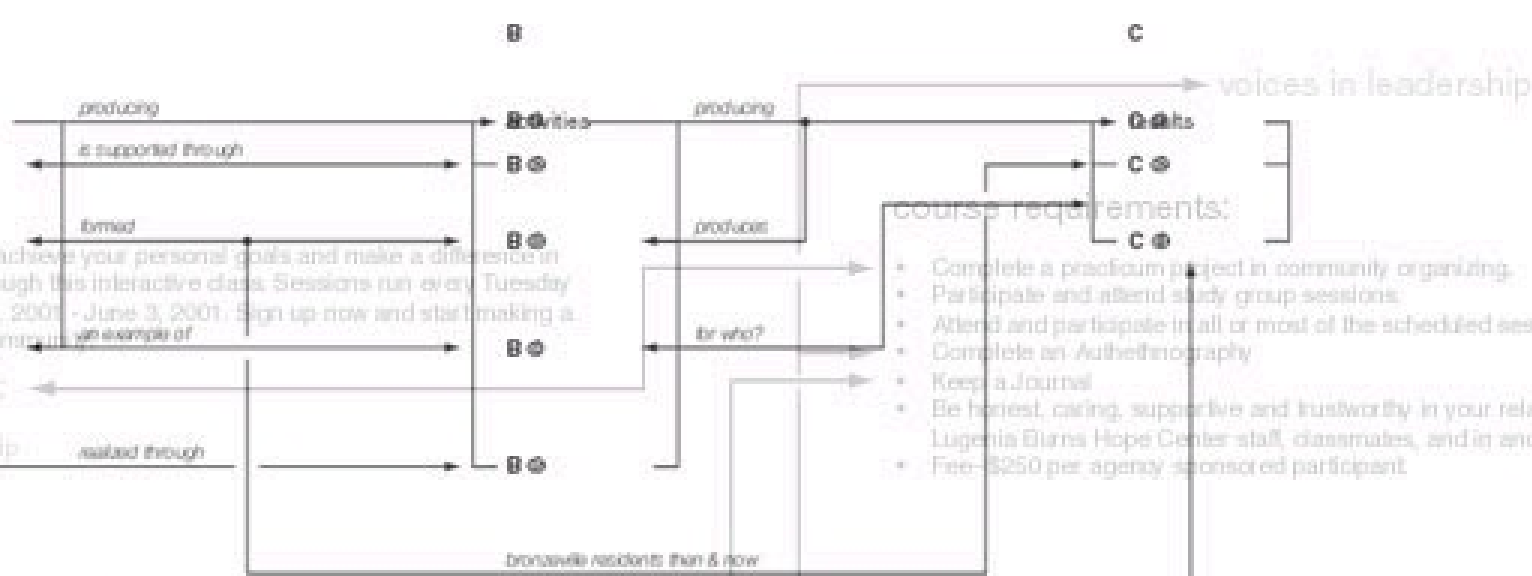 B C
voices in leadership
producing producing
is supported through
B C
course requirements:
formed produces
B C
achieve your personal goals and make a difference in
ugh this interactive class. Sessions run every Tuesday
, 2001 - June 3, 2001. Sign up now and start making a
an example of for who?
B
realized through
B
• Complete a practicum project in community organizing.
• Participate and attend study group sessions.
• Attend and participate in all or most of the scheduled ses
• Complete an Authethnography
• Keep a Journal
• Be honest, caring, supportive and trustworthy in your rela
Lugenia Burns Hope Center staff, classmates, and in and
• Fee- $250 per agency sponsored participant.
bronzeville residents then & now